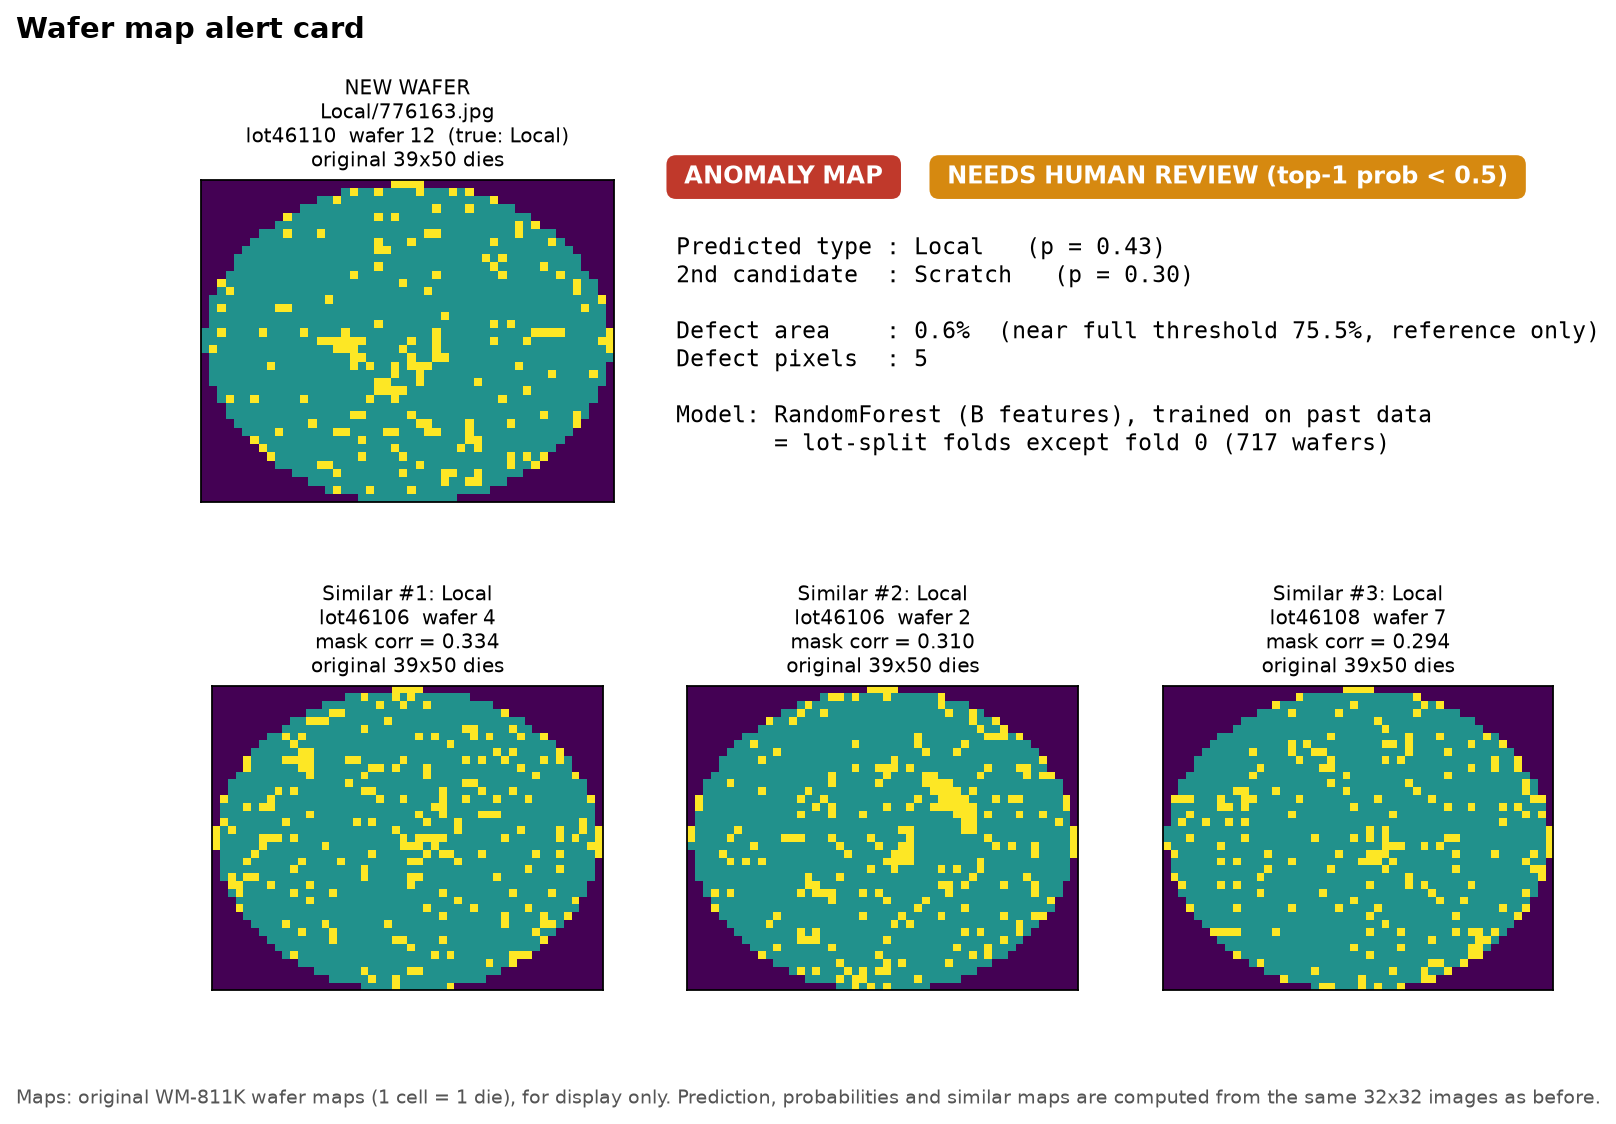 Wafer map alert card
NEW WAFER
Local/776163.jpg
lot46110  wafer 12  (true: Local)
original 39x50 dies
ANOMALY MAP
NEEDS HUMAN REVIEW (top-1 prob < 0.5)
Predicted type : Local   (p = 0.43)
2nd candidate  : Scratch   (p = 0.30)
Defect area    : 0.6%  (near full threshold 75.5%, reference only)
Defect pixels  : 5
Model: RandomForest (B features), trained on past data
= lot-split folds except fold 0 (717 wafers)
Similar #1: Local
lot46106  wafer 4
mask corr = 0.334
original 39x50 dies
Similar #2: Local
lot46106  wafer 2
mask corr = 0.310
original 39x50 dies
Similar #3: Local
lot46108  wafer 7
mask corr = 0.294
original 39x50 dies
Maps: original WM-811K wafer maps (1 cell = 1 die), for display only. Prediction, probabilities and similar maps are computed from the same 32x32 images as before.